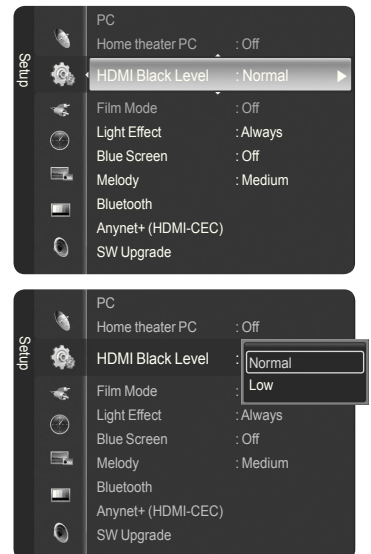 Setup
PC
Home theater PC : Off
HDMI Black Level : Normal
Film Mode : Off
Light Effect : Always
Blue Screen : Off
Melody : Medium
Bluetooth
Anynet+ (HDMI-CEC)
SW Upgrade
Setup
PC
Home theater PC : Off
HDMI Black Level :
Normal
Low
Film Mode :
Light Effect : Always
Blue Screen : Off
Melody : Medium
Bluetooth
Anynet+ (HDMI-CEC)
SW Upgrade